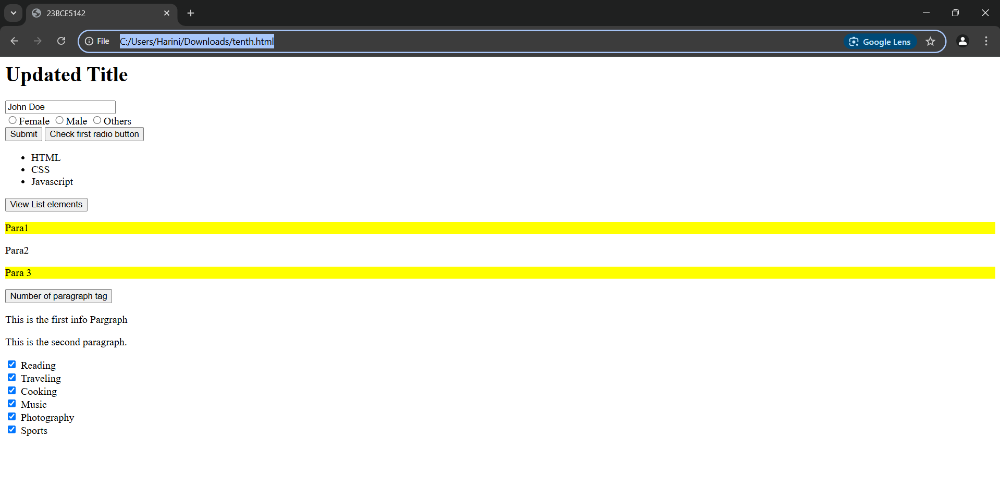 23BCE5142
File C:/Users/Harini/Downloads/tenth.html Google Lens
Updated Title
John Doe
Female Male Others
Submit Check first radio button
HTML
CSS
Javascript
View List elements
Para1
Para2
Para 3
Number of paragraph tag
This is the first info Pargraph
This is the second paragraph.
Reading
Traveling
Cooking
Music
Photography
Sports